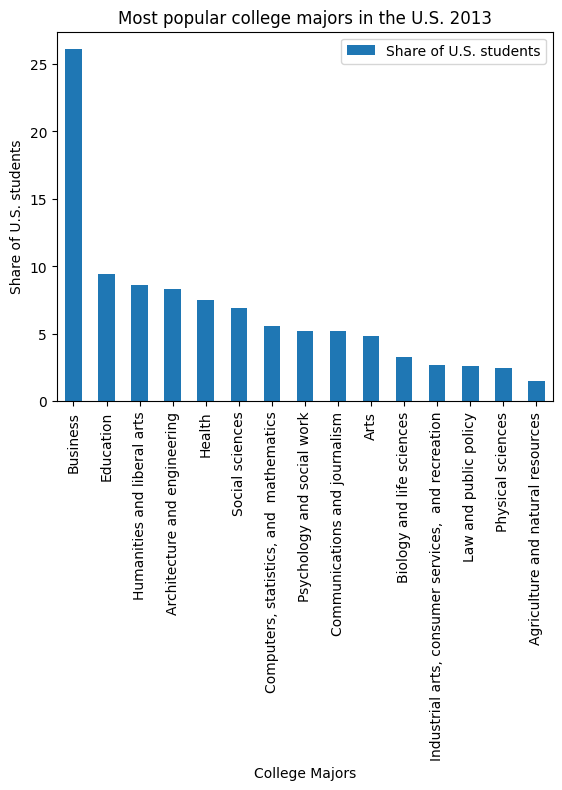 Most popular college majors in the U.S. 2013
Share of U.S. students
Share of U.S. students
25
20
15
10
5
0
Business
Education
Humanities and liberal arts
Architecture and engineering
Health
Social sciences
Computers, statistics, and  mathematics
Psychology and social work
Communications and journalism
Arts
Biology and life sciences
Industrial arts, consumer services,  and recreation
Law and public policy
Physical sciences
Agriculture and natural resources
College Majors